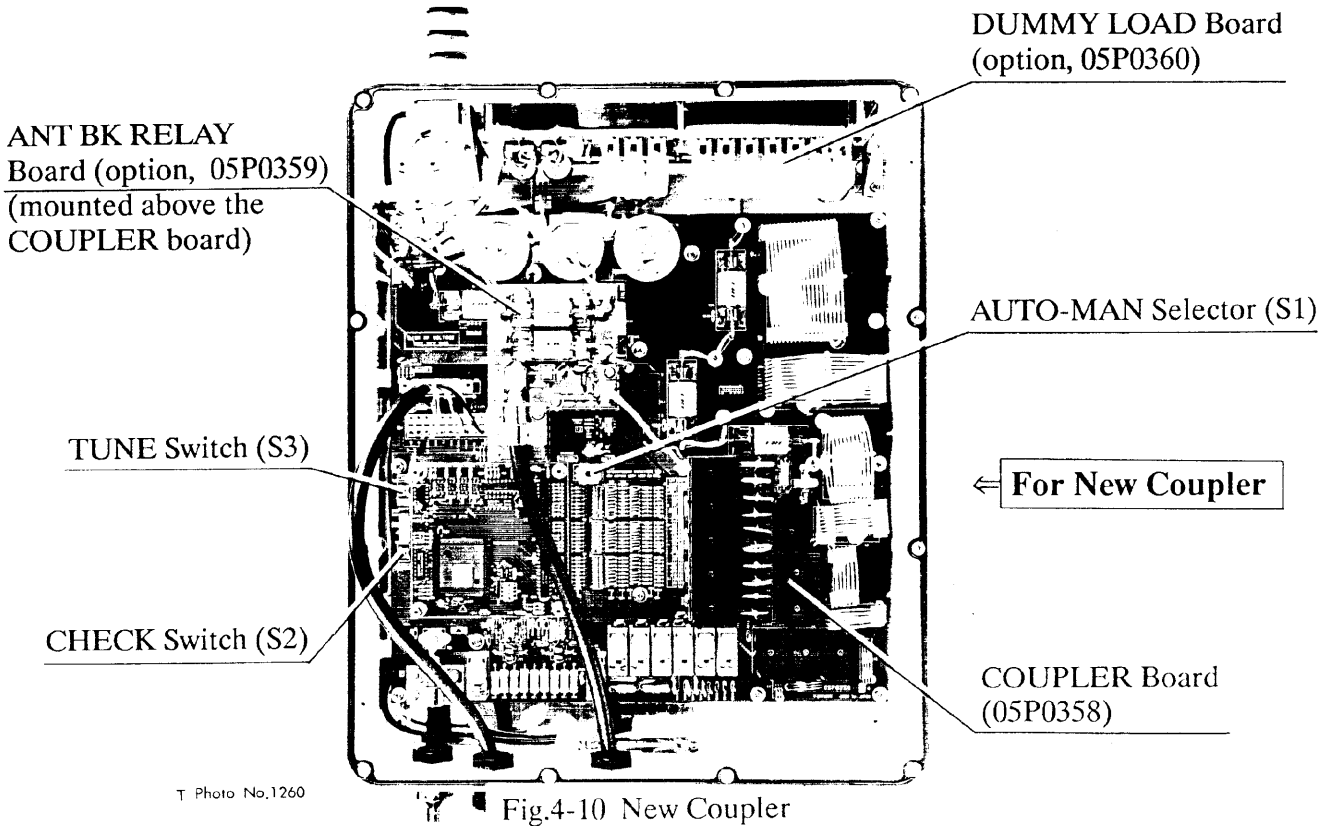 DUMMY LOAD Board
(option, 05P0360)
ANT BK RELAY
Board (option, 05P0359)
(mounted above the
COUPLER board)
AUTO-MAN Selector (S1)
TUNE Switch (S3)
⇐ For New Coupler
CHECK Switch (S2)
COUPLER Board
(05P0358)
T Photo No.1260
Fig.4-10 New Coupler